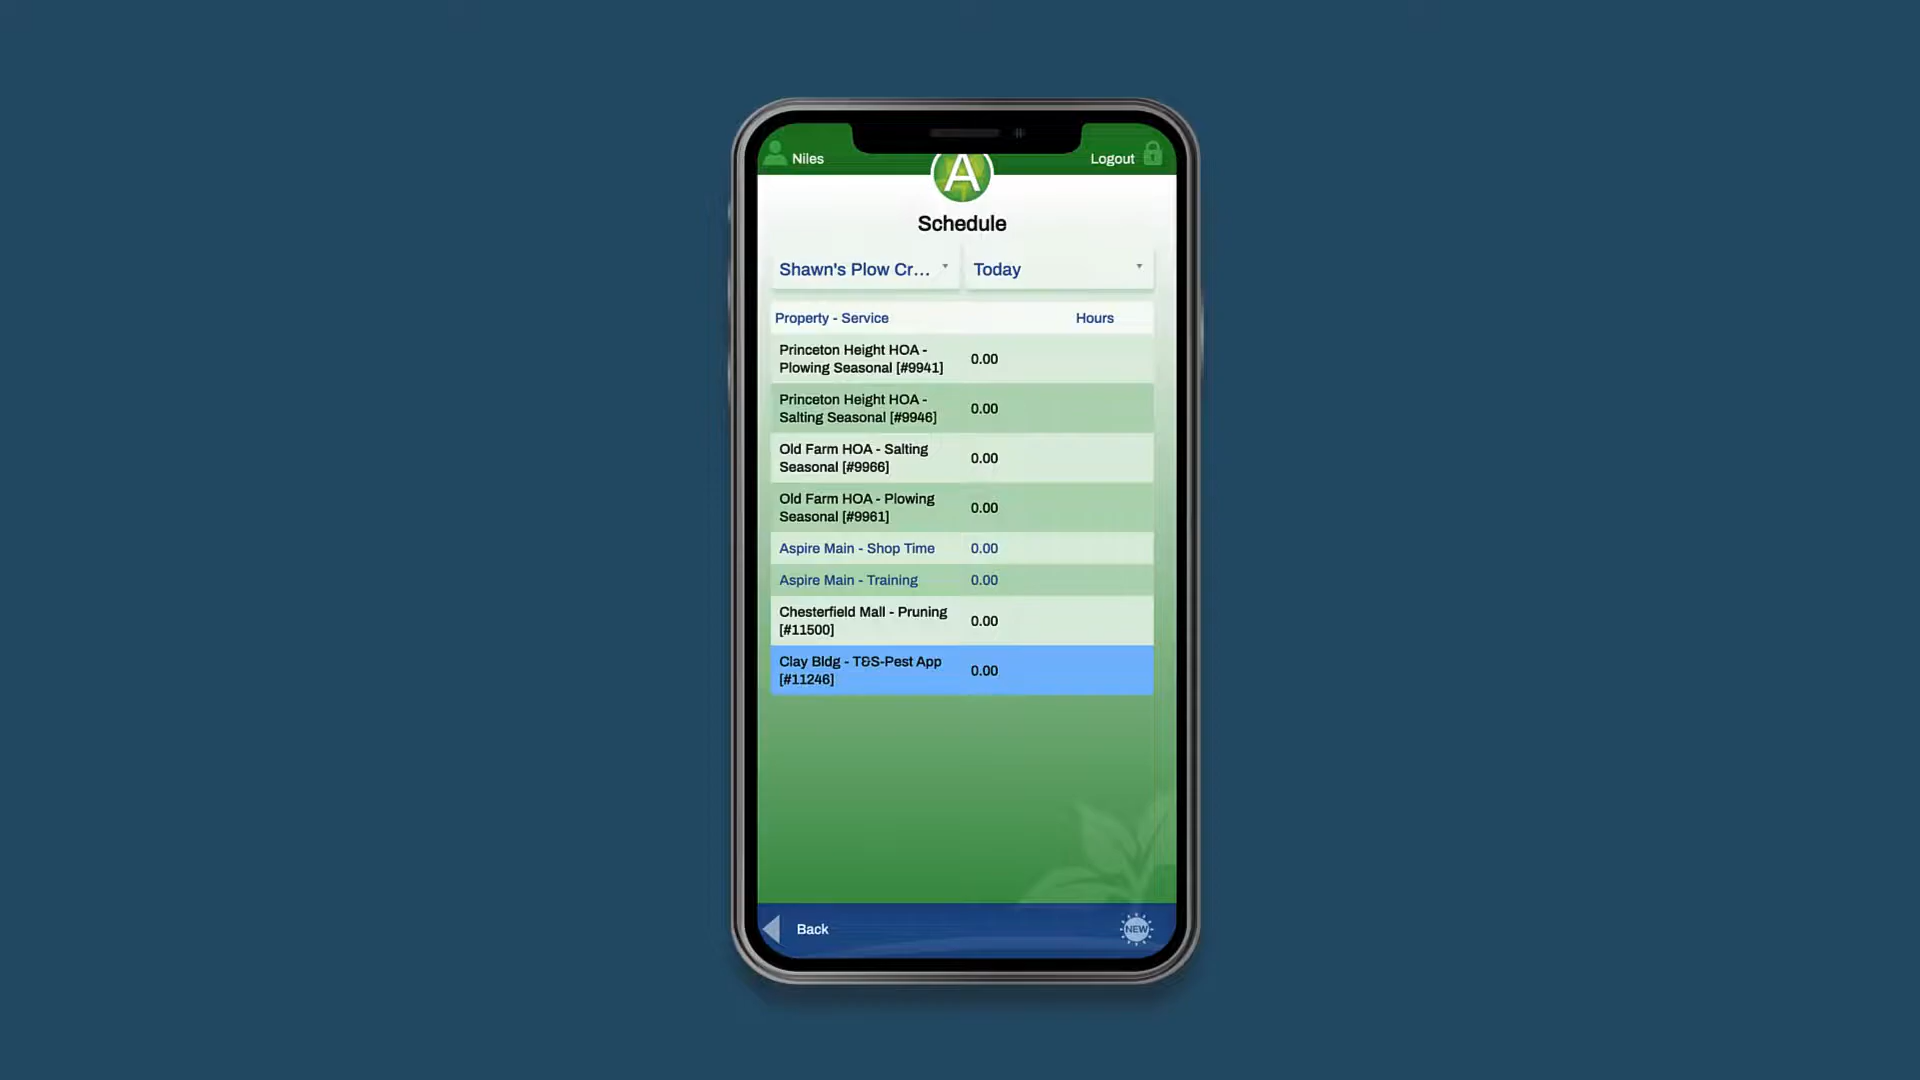 Niles
Logout
A
Schedule
Shawn's Plow Cr...
Today
Property - Service
Hours
Princeton Height HOA -
Plowing Seasonal [#9941]
0.00
Princeton Height HOA -
Salting Seasonal [#9946]
0.00
Old Farm HOA - Salting
Seasonal [#9966]
0.00
Old Farm HOA - Plowing
Seasonal [#9961]
0.00
Aspire Main - Shop Time
0.00
Aspire Main - Training
0.00
Chesterfield Mall - Pruning
[#11500]
0.00
Clay Bldg - T&S-Pest App
[#11246]
0.00
Back
NEW